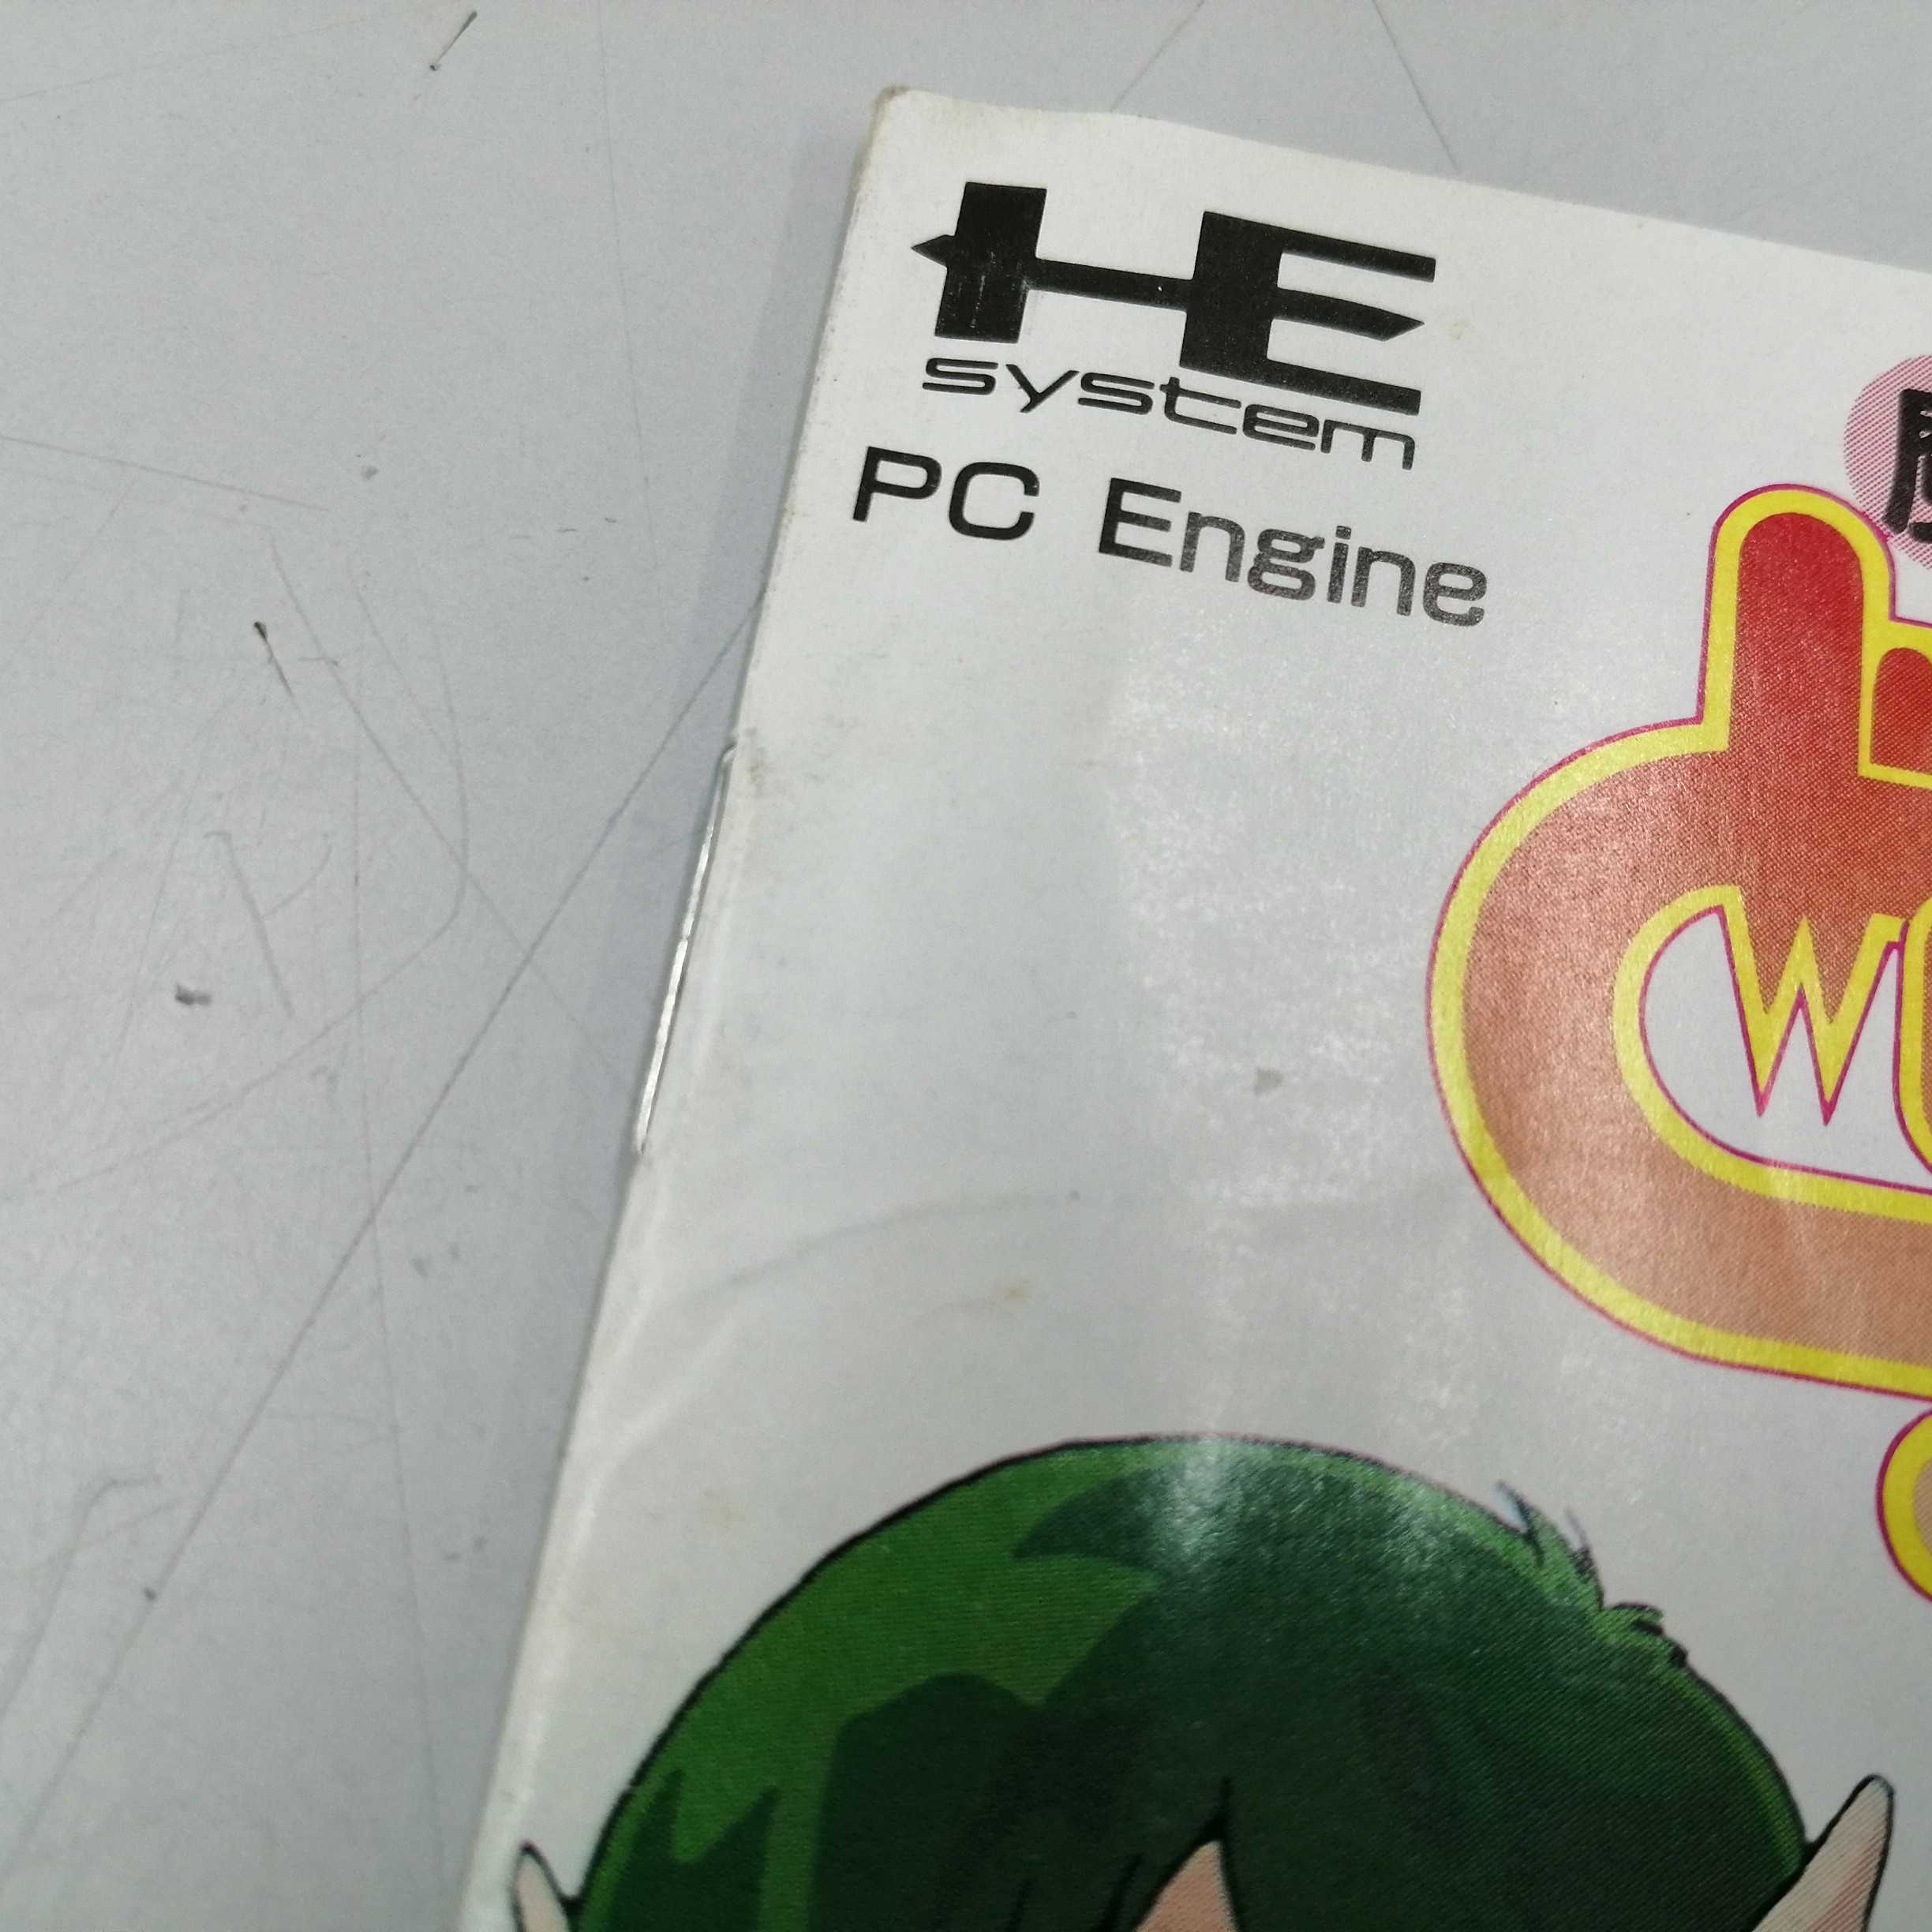 HE
system
PC Engine